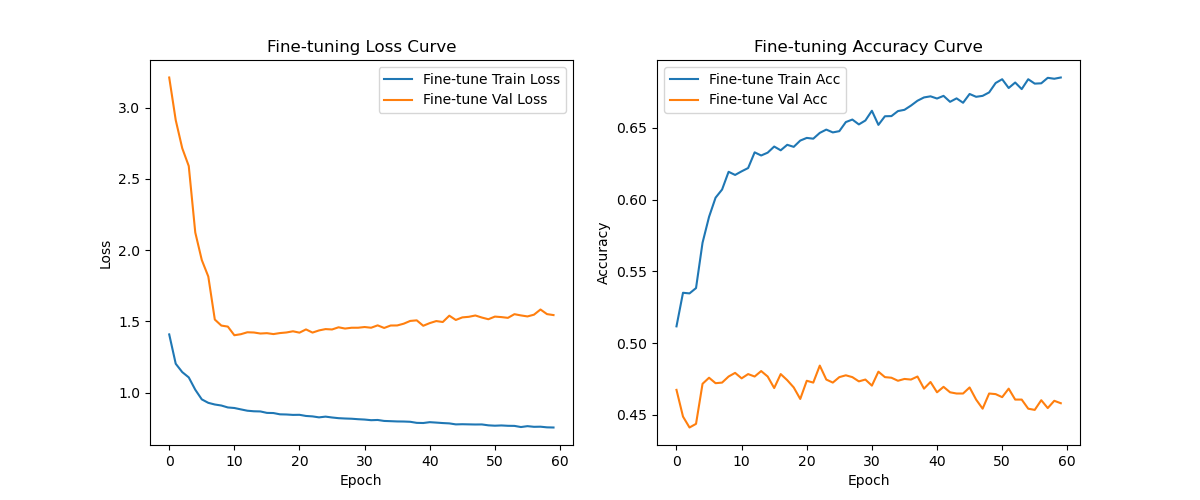 Fine-tuning Loss Curve
Fine-tune Train Loss
Fine-tune Val Loss
3.0
2.5
2.0
1.5
1.0
Loss
0
10
20
30
40
50
60
Epoch
Fine-tuning Accuracy Curve
Fine-tune Train Acc
Fine-tune Val Acc
0.65
0.60
0.55
0.50
0.45
Accuracy
0
10
20
30
40
50
60
Epoch